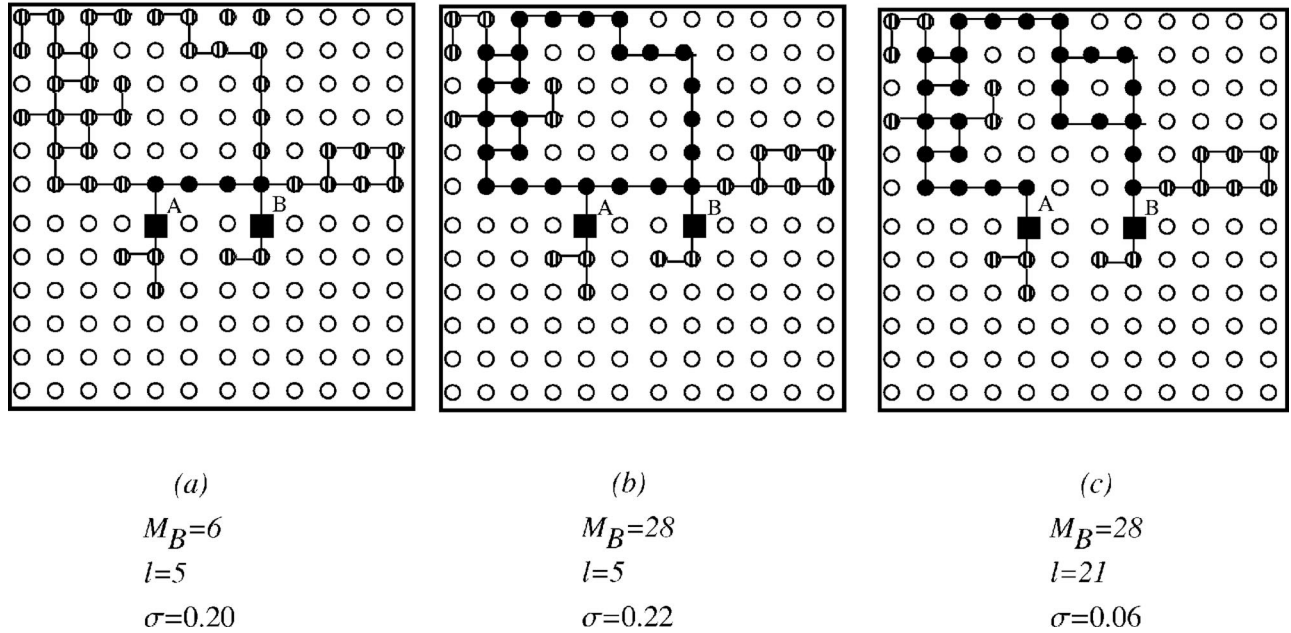 A B
A B
A B
(a) (b) (c)
M_B=6 M_B=28 M_B=28
l=5 l=5 l=21
σ=0.20 σ=0.22 σ=0.06